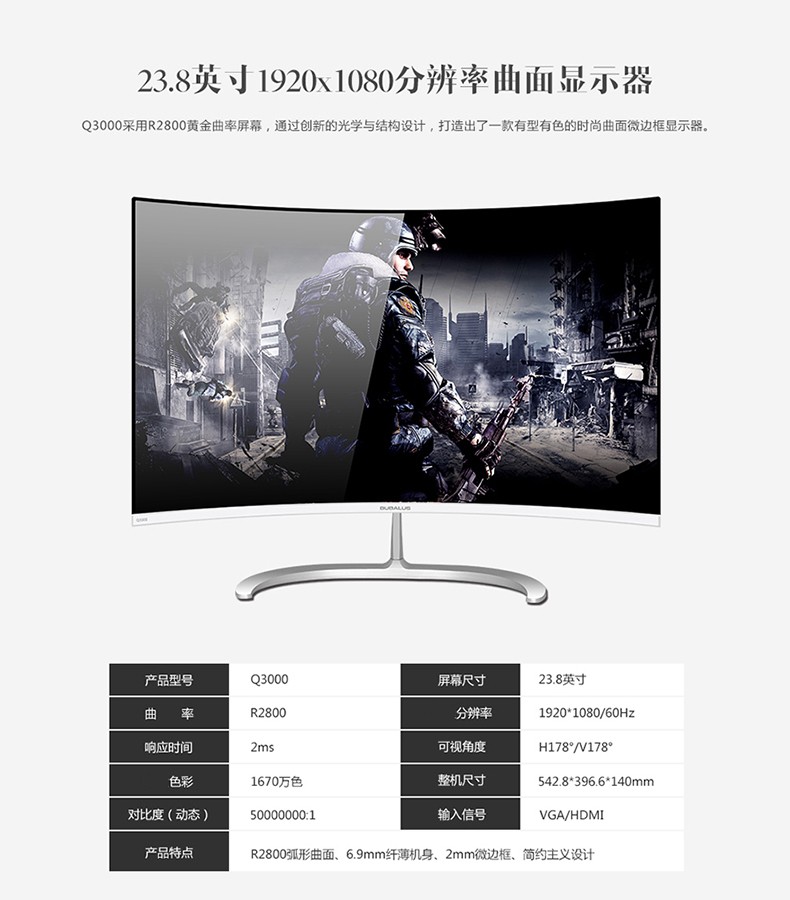 23.8英寸1920x1080分辨率曲面显示器
Q3000采用R2800黄金曲率屏幕，通过创新的光学与结构设计，打造出了一款有型有色的时尚曲面微边框显示器。
BUBALUS
产品型号 Q3000 屏幕尺寸 23.8英寸
曲 率 R2800 分辨率 1920*1080/60Hz
响应时间 2ms 可视角度 H178°/V178°
色彩 1670万色 整机尺寸 542.8*396.6*140mm
对比度（动态） 50000000:1 输入信号 VGA/HDMI
产品特点 R2800弧形曲面、6.9mm纤薄机身、2mm微边框、简约主义设计